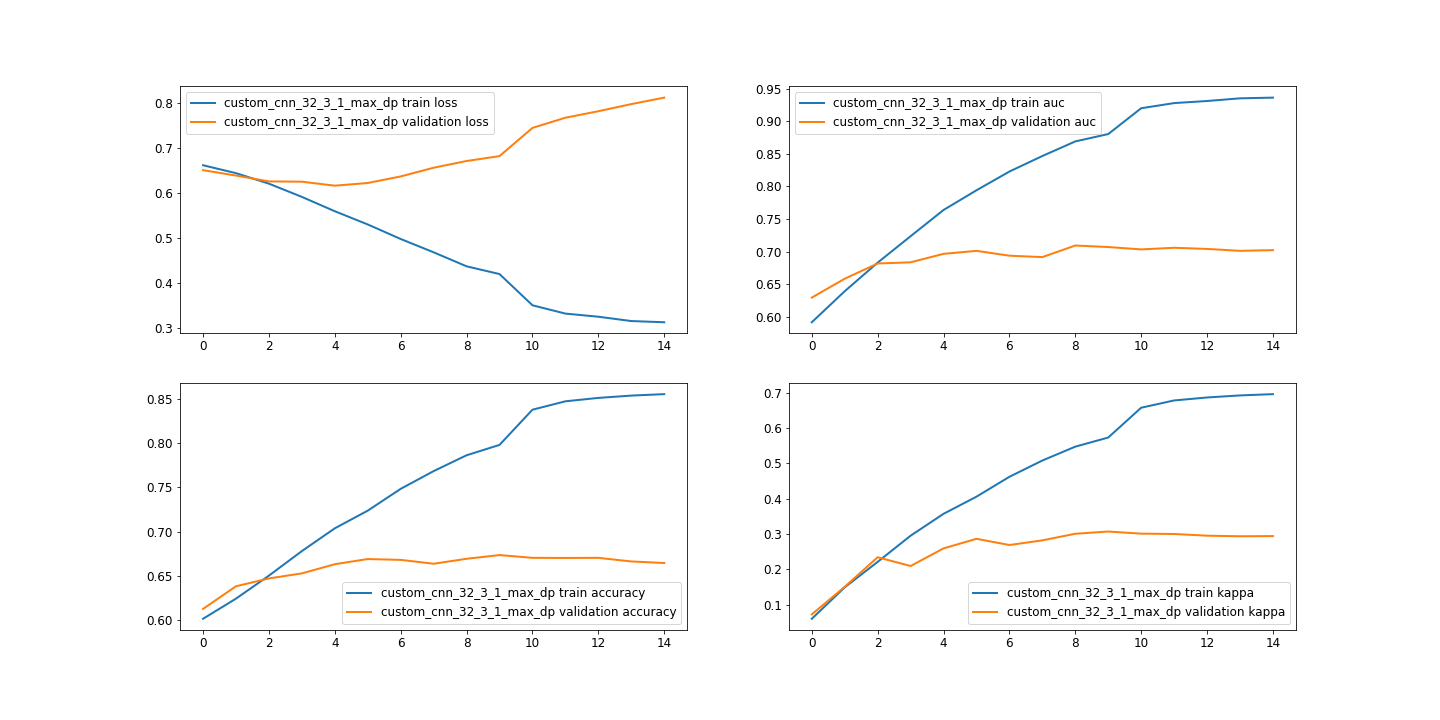 custom_cnn_32_3_1_max_dp train loss
custom_cnn_32_3_1_max_dp validation loss
0.8
0.7
0.6
0.5
0.4
0.3
0 2 4 6 8 10 12 14
custom_cnn_32_3_1_max_dp train auc
custom_cnn_32_3_1_max_dp validation auc
0.95
0.90
0.85
0.80
0.75
0.70
0.65
0.60
0 2 4 6 8 10 12 14
0.85
0.80
0.75
0.70
0.65
0.60
custom_cnn_32_3_1_max_dp train accuracy
custom_cnn_32_3_1_max_dp validation accuracy
0 2 4 6 8 10 12 14
0.7
0.6
0.5
0.4
0.3
0.2
0.1
custom_cnn_32_3_1_max_dp train kappa
custom_cnn_32_3_1_max_dp validation kappa
0 2 4 6 8 10 12 14